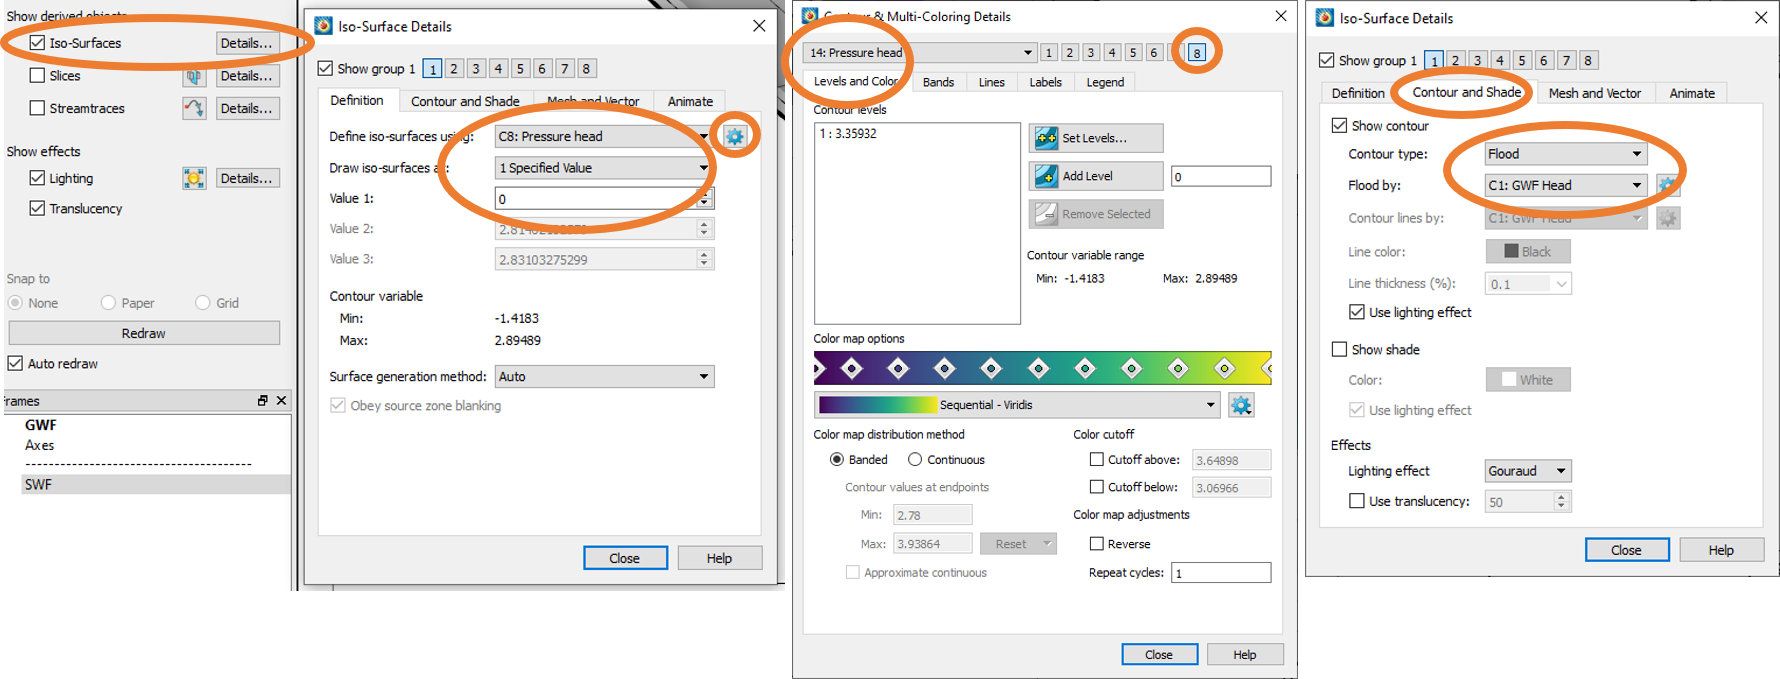 Show derived objects
Iso-Surfaces Details...
Slices Details...
Streamtraces Details...
Show effects
Lighting Details...
Translucency
Snap to
None Paper Grid
Redraw
Auto redraw
rames
GWF
Axes
SWF
Iso-Surface Details
Show group 1 1 2 3 4 5 6 7 8
Definition Contour and Shade Mesh and Vector Animate
Define iso-surfaces using: C8: Pressure head
Draw iso-surfaces 1 Specified Value
Value 1: 0
Value 2:
Value 3: 2.83103275299
Contour variable
Min: -1.4183
Max: 2.89489
Surface generation method: Auto
Obey source zone blanking
Close Help
Contour & Multi-Coloring Details
14: Pressure head 1 2 3 4 5 6 8
Levels and Color Bands Lines Labels Legend
Contour levels
1 : 3.35932
Set Levels...
Add Level 0
Remove Selected
Contour variable range
Min: -1.4183 Max: 2.89489
Color map options
Sequential - Viridis
Color map distribution method
Banded Continuous
Contour values at endpoints
Min: 2.78
Max: 3.93864 Reset
Approximate continuous
Color cutoff
Cutoff above: 3.64898
Cutoff below: 3.06966
Color map adjustments
Reverse
Repeat cycles: 1
Close Help
Iso-Surface Details
Show group 1 1 2 3 4 5 6 7 8
Definition Contour and Shade Mesh and Vector Animate
Show contour
Contour type: Flood
Flood by: C1: GWF Head
Contour lines by: C1: GWF Head
Line color: Black
Line thickness (%): 0.1
Use lighting effect
Show shade
Color: White
Use lighting effect
Effects
Lighting effect Gouraud
Use translucency: 50
Close Help